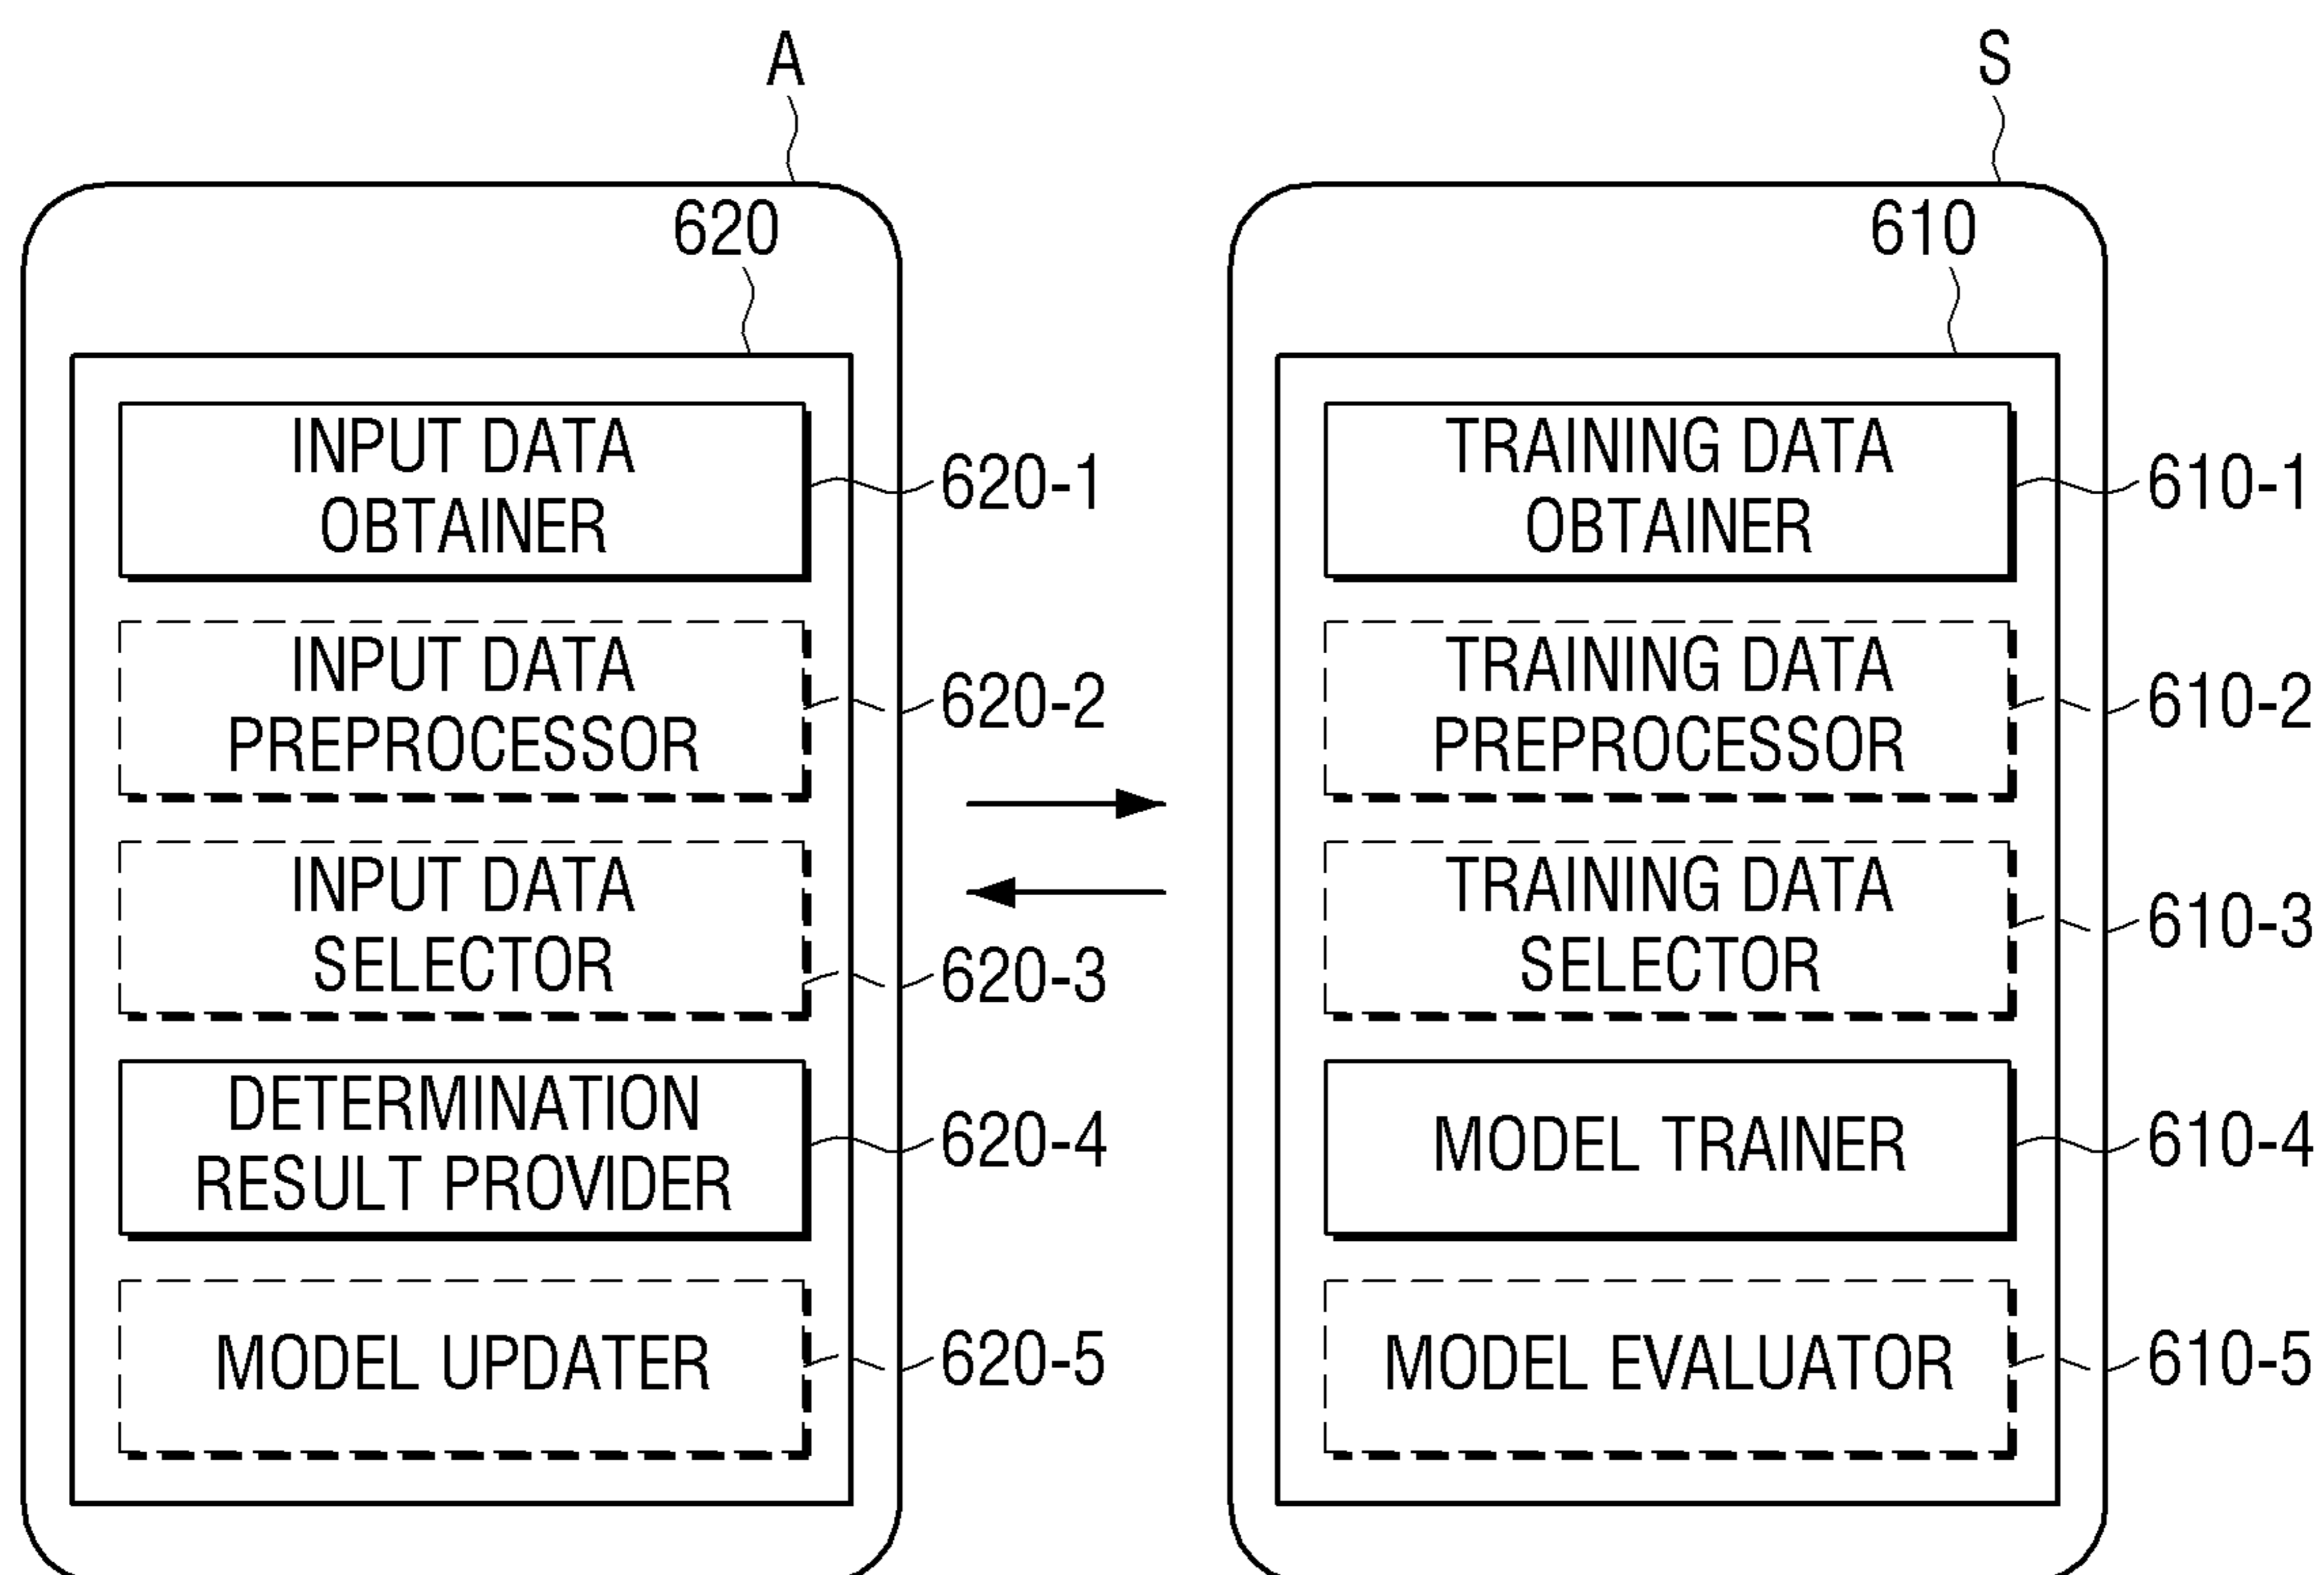 A
620
INPUT DATA
OBTAINER
620-1
INPUT DATA
PREPROCESSOR
620-2
INPUT DATA
SELECTOR
620-3
DETERMINATION
RESULT PROVIDER
620-4
MODEL UPDATER
620-5
S
610
TRAINING DATA
OBTAINER
610-1
TRAINING DATA
PREPROCESSOR
610-2
TRAINING DATA
SELECTOR
610-3
MODEL TRAINER
610-4
MODEL EVALUATOR
610-5